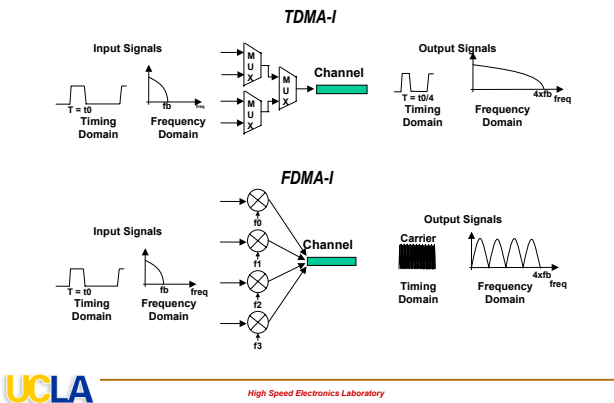 TDMA-I
Input Signals
T = t0
Timing
Domain
fb
freq
Frequency
Domain
M
U
X
M
U
X
M
U
X
Channel
Output Signals
T = t0/4
Timing
Domain
4xfb
freq
Frequency
Domain
FDMA-I
Input Signals
T = t0
Timing
Domain
fb
freq
Frequency
Domain
f0
f1
f2
f3
Channel
Output Signals
Carrier
Timing
Domain
4xfb
freq
Frequency
Domain
UCLA
High Speed Electronics Laboratory